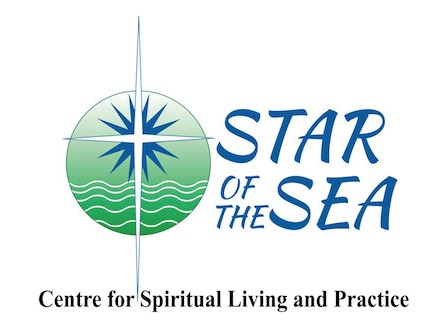 STAR
OF THE SEA
Centre for Spiritual Living and Practice